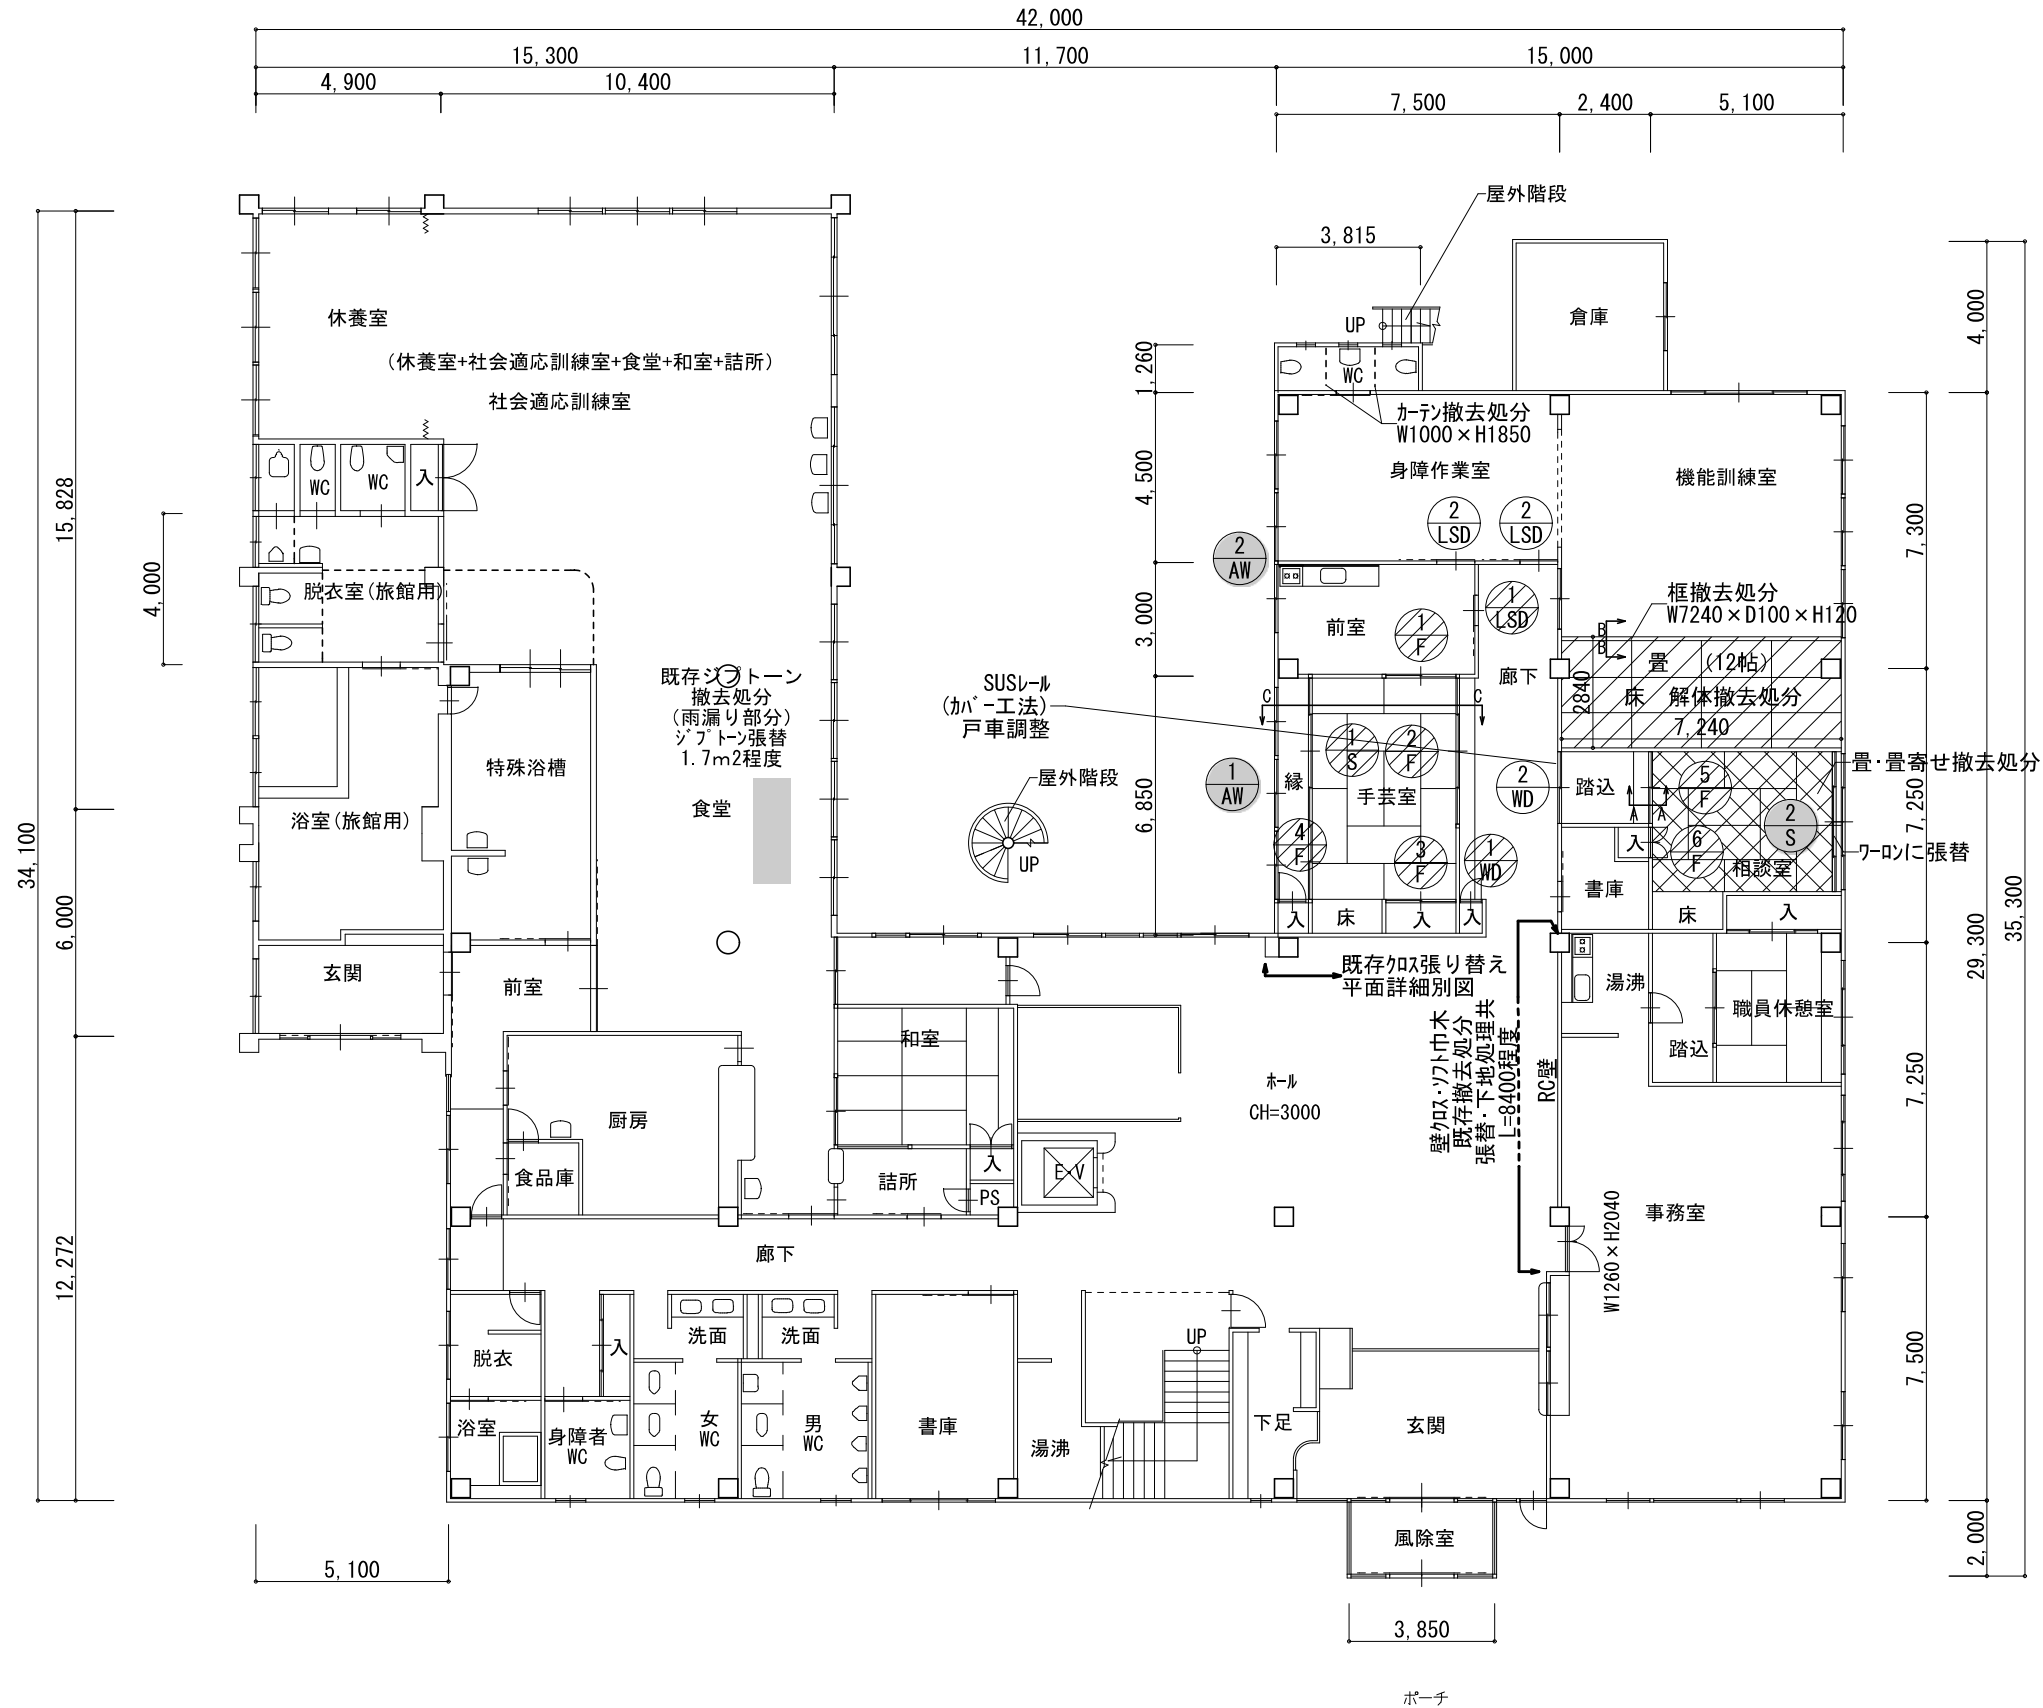 42,000
15,300
11,700
15,000
4,900
10,400
7,500
2,400
5,100
屋外階段
3,815
倉庫
4,000
休養室
UP
(休養室+社会適応訓練室+食堂+和室+詰所)
WC
1,260
社会適応訓練室
カーテン撤去処分
W1000×H1850
身障作業室
機能訓練室
4,500
WC
WC
入
15,828
2
LSD
2
LSD
7,300
2
AW
脱衣室(旅館用)
4,000
框撤去処分
W7240×D100×H120
3,000
前室
1
F
1
LSD
B
B
畳 (12帖)
既存ジプトーン
撤去処分
(雨漏り部分)
ジプトーン張替
1.7m2程度
SUSレール
(カバー工法)
戸車調整
C
C
廊下
2840
床 解体撤去処分
7,240
特殊浴槽
屋外階段
1
S
2
F
畳・畳寄せ撤去処分
1
AW
縁
手芸室
2
WD
踏込
5
F
A
A
2
S
7,250
食堂
浴室(旅館用)
6,850
UP
4
F
3
F
1
WD
入
6
F
相談室
ワーロンに張替
34,100
書庫
入
床
入
入
床
入
6,000
35,300
29,300
玄関
前室
既存クロス張り替え
平面詳細別図
湯沸
職員休憩室
和室
踏込
壁クロス・ソフト巾木
既存撤去処分
張替・下地処理共
L=8400程度
RC壁
7,250
ホール
CH=3000
厨房
食品庫
詰所
入
PS
E・V
事務室
W1260×H2040
廊下
12,272
洗面
洗面
UP
入
脱衣
7,500
浴室
身障者
WC
女
WC
男
WC
書庫
湯沸
下足
玄関
風除室
2,000
5,100
3,850
ポーチ